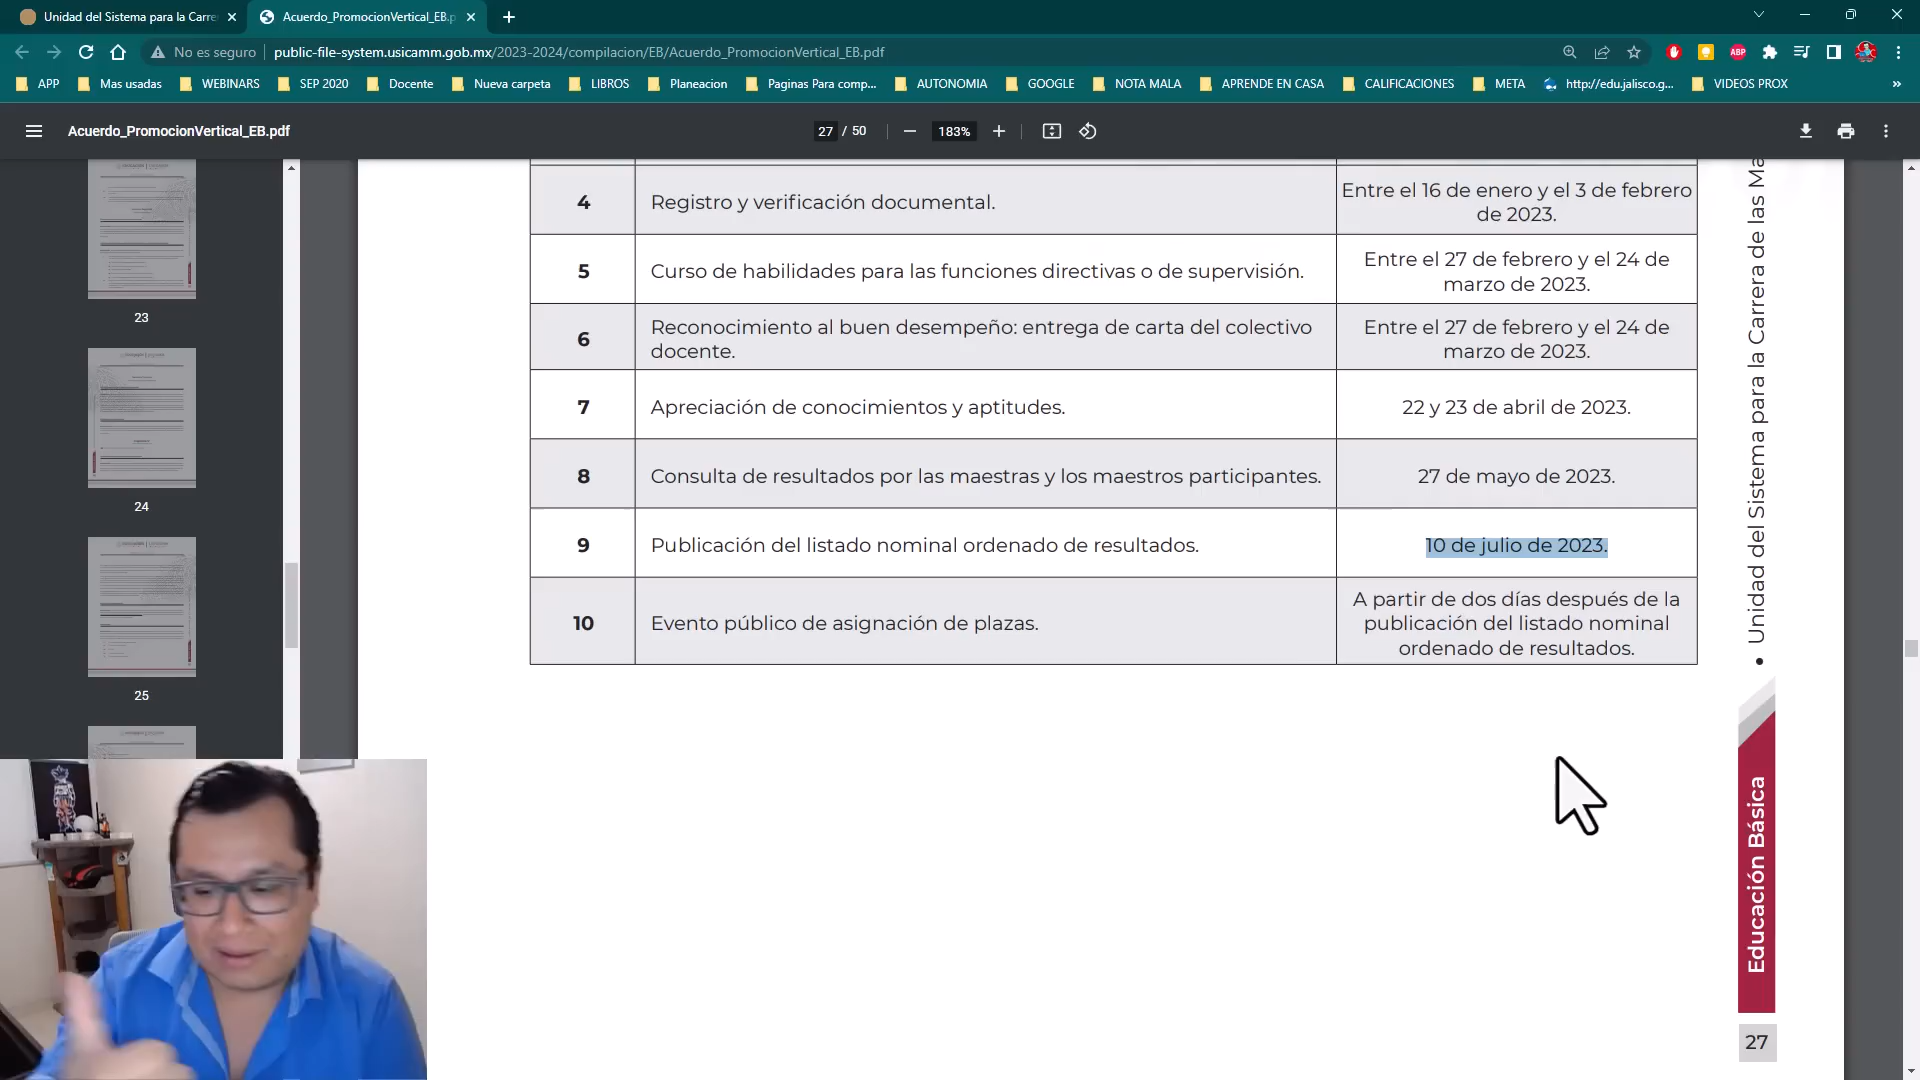 Unidad del Sistema para la Carre
Acuerdo_PromocionVertical_EB.p
No es seguro
public-file-system.usicamm.gob.mx/2023-2024/compilacion/EB/Acuerdo_PromocionVertical_EB.pdf
ABP
APP
Mas usadas
WEBINARS
SEP 2020
Docente
Nueva carpeta
LIBROS
Planeacion
Paginas Para comp...
AUTONOMIA
GOOGLE
NOTA MALA
APRENDE EN CASA
CALIFICACIONES
META
http://edu.jalisco.g...
VIDEOS PROX
»
Acuerdo_PromocionVertical_EB.pdf
27 / 50
183%
23
24
25
4
Registro y verificación documental.
Entre el 16 de enero y el 3 de febrero
de 2023.
5
Curso de habilidades para las funciones directivas o de supervisión.
Entre el 27 de febrero y el 24 de
marzo de 2023.
6
Reconocimiento al buen desempeño: entrega de carta del colectivo
docente.
Entre el 27 de febrero y el 24 de
marzo de 2023.
7
Apreciación de conocimientos y aptitudes.
22 y 23 de abril de 2023.
8
Consulta de resultados por las maestras y los maestros participantes.
27 de mayo de 2023.
9
Publicación del listado nominal ordenado de resultados.
10 de julio de 2023.
10
Evento público de asignación de plazas.
A partir de dos días después de la
publicación del listado nominal
ordenado de resultados.
• Unidad del Sistema para la Carrera de las Ma
Educación Básica
27